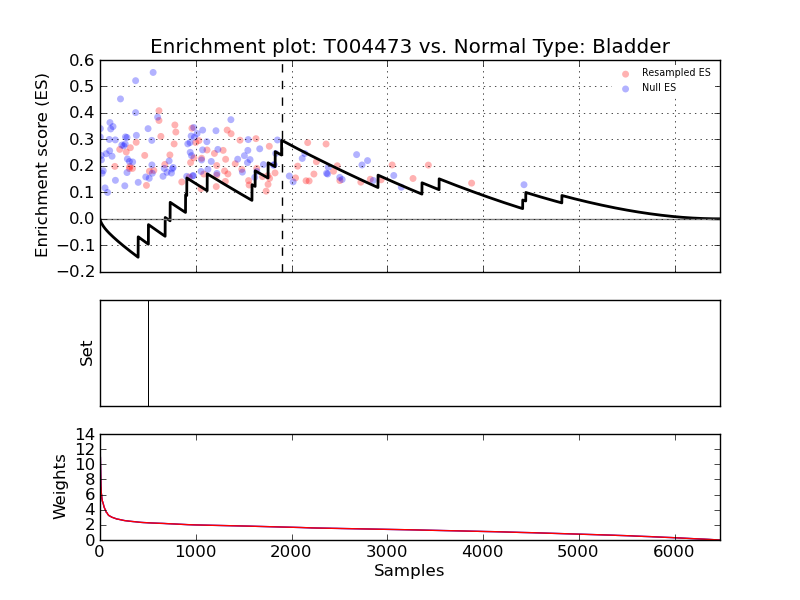 Enrichment plot: T004473 vs. Normal Type: Bladder
Enrichment score (ES)
0.6
0.5
0.4
0.3
0.2
0.1
0.0
−0.1
−0.2
Resampled ES
Null ES
Set
Weights
14
12
10
8
6
4
2
0
0 1000 2000 3000 4000 5000 6000
Samples